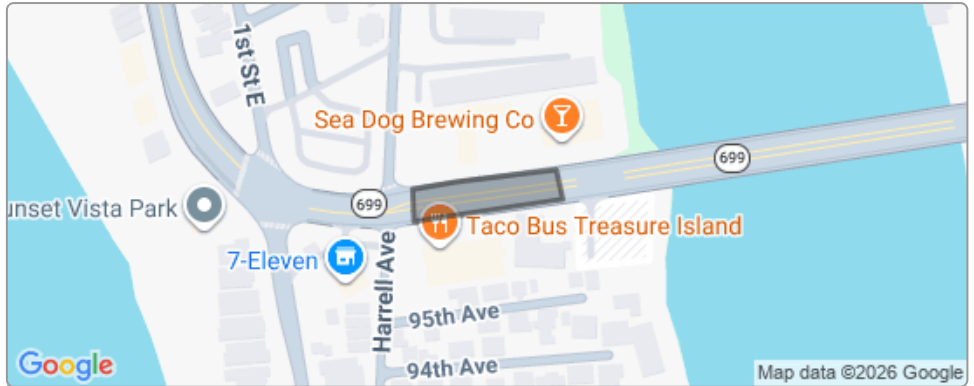 1st St E
Sea Dog Brewing Co
699
unset Vista Park
699
Taco Bus Treasure Island
7-Eleven
Harrell Ave
95th Ave
94th Ave
Google
Map data ©2026 Google